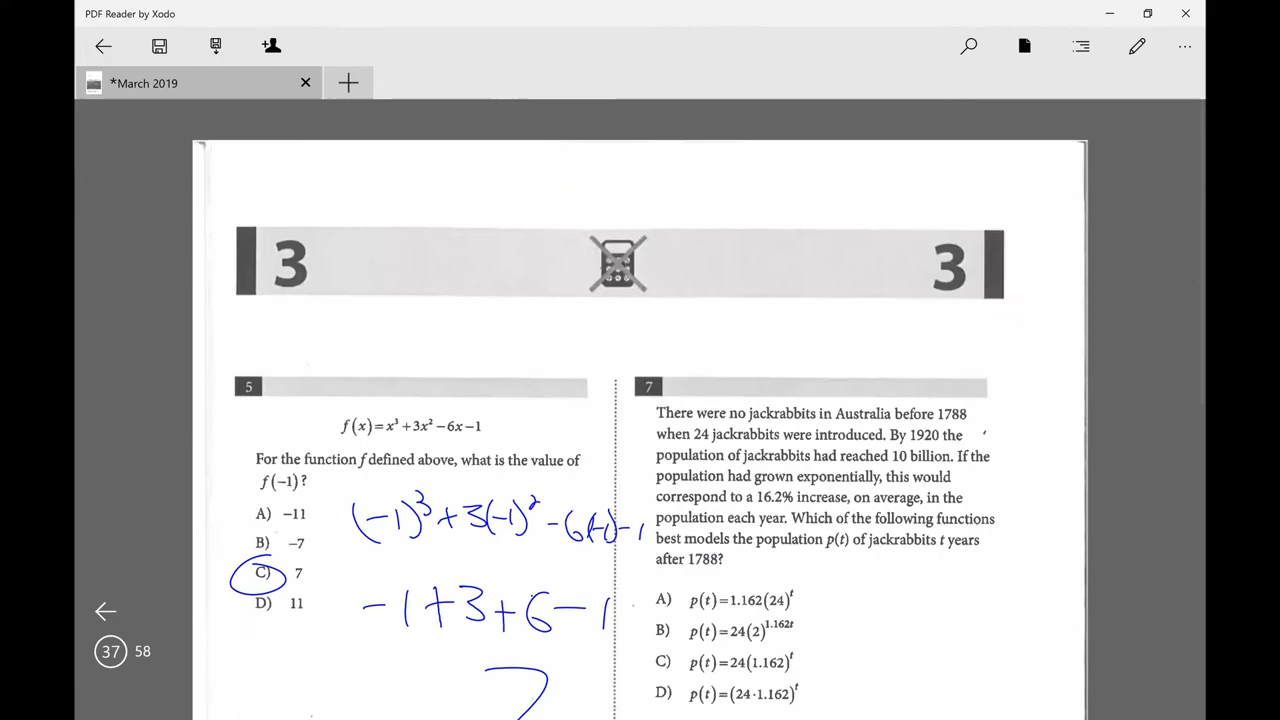 PDF Reader by Xodo
*March 2019
3
3
5
f(x)=x³+3x²−6x−1
For the function f defined above, what is the value of
f(−1)?
A) −11
B) −7
C) 7
D) 11
(−1)³+3(−1)²−6(−1)−1
−1+3+6−1
7
7
There were no jackrabbits in Australia before 1788
when 24 jackrabbits were introduced. By 1920 the
population of jackrabbits had reached 10 billion. If the
population had grown exponentially, this would
correspond to a 16.2% increase, on average, in the
population each year. Which of the following functions
best models the population p(t) of jackrabbits t years
after 1788?
A) p(t)=1.162(24)^t
B) p(t)=24(2)^1.162t
C) p(t)=24(1.162)^t
D) p(t)=(24·1.162)^t
37 58